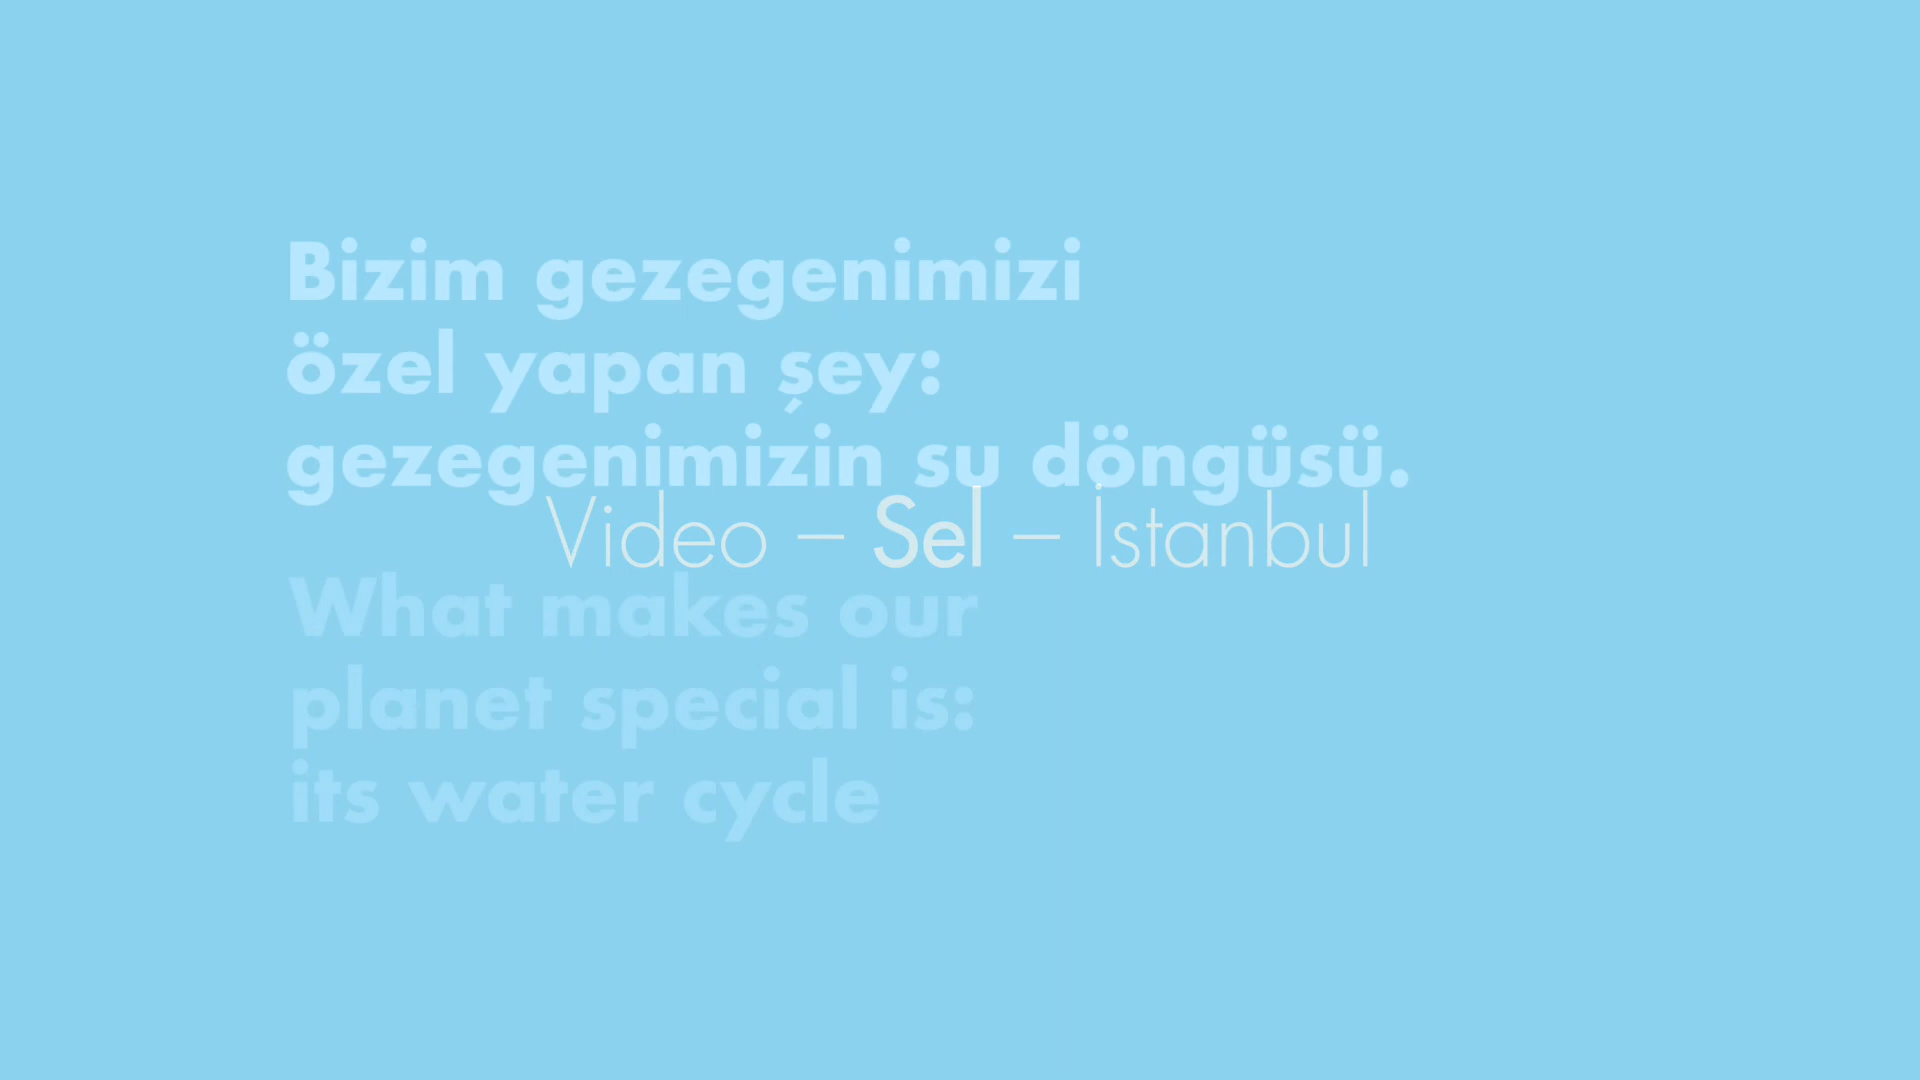 Bizim gezegenimizi
özel yapan şey:
gezegenimizin su döngüsü.
Video – Sel – İstanbul
What makes our
planet special is:
its water cycle